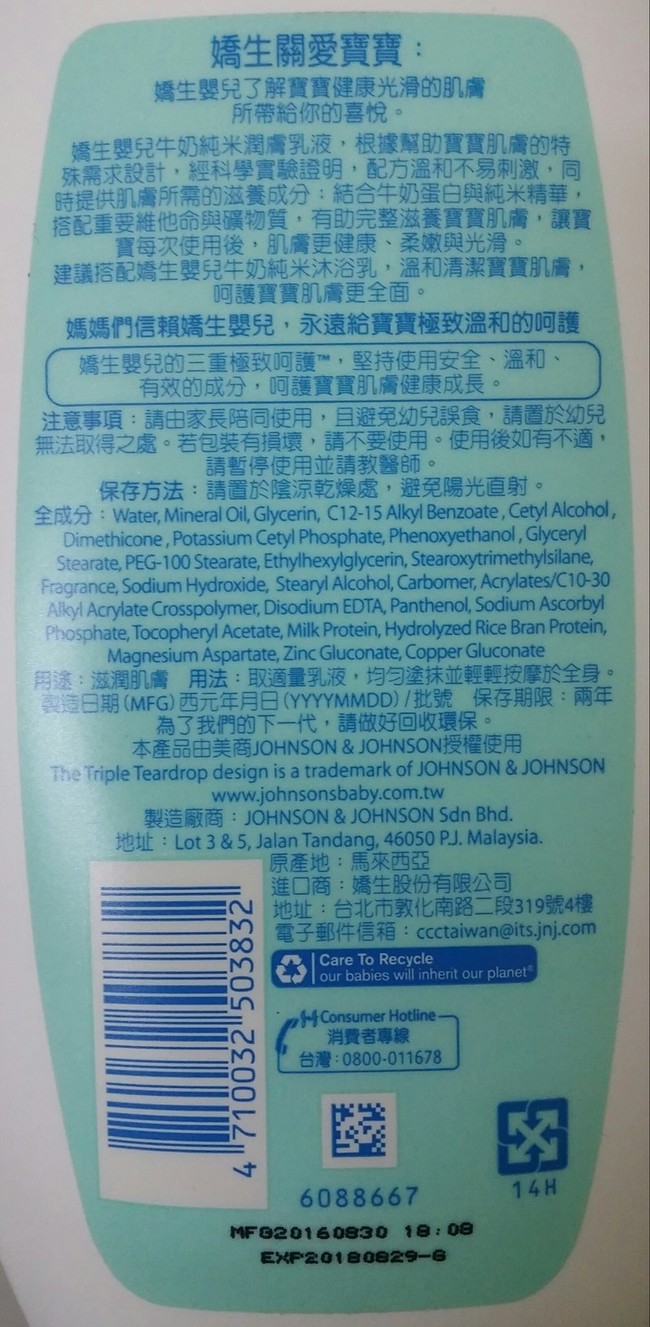 嬌生關愛寶寶：
嬌生嬰兒了解寶寶健康光滑的肌膚
所帶給你的喜悅。
嬌生嬰兒牛奶純米潤膚乳液，根據幫助寶寶肌膚的特
殊需求設計，經科學實驗證明，配方溫和不易刺激，同
時提供肌膚所需的滋養成分：結合牛奶蛋白與純米精華，
搭配重要維他命與礦物質，有助完整滋養寶寶肌膚，讓寶
寶每次使用後，肌膚更健康、柔嫩與光滑。
建議搭配嬌生嬰兒牛奶純米沐浴乳，溫和清潔寶寶肌膚，
呵護寶寶肌膚更全面。
媽媽們信賴嬌生嬰兒，永遠給寶寶極致溫和的呵護
嬌生嬰兒的三重極致呵護™，堅持使用安全、溫和、
有效的成分，呵護寶寶肌膚健康成長。
注意事項：請由家長陪同使用，且避免幼兒誤食，請置於幼兒
無法取得之處。若包裝有損壞，請不要使用。使用後如有不適，
請暫停使用並請教醫師。
保存方法：請置於陰涼乾燥處，避免陽光直射。
全成分：Water, Mineral Oil, Glycerin, C12-15 Alkyl Benzoate, Cetyl Alcohol,
Dimethicone, Potassium Cetyl Phosphate, Phenoxyethanol, Glyceryl
Stearate, PEG-100 Stearate, Ethylhexylglycerin, Stearoxytrimethylsilane,
Fragrance, Sodium Hydroxide, Stearyl Alcohol, Carbomer, Acrylates/C10-30
Alkyl Acrylate Crosspolymer, Disodium EDTA, Panthenol, Sodium Ascorbyl
Phosphate, Tocopheryl Acetate, Milk Protein, Hydrolyzed Rice Bran Protein,
Magnesium Aspartate, Zinc Gluconate, Copper Gluconate
用途：滋潤肌膚 用法：取適量乳液，均勻塗抹並輕輕按摩於全身。
製造日期(MFG)西元年月日(YYYYMMDD)/批號 保存期限：兩年
為了我們的下一代，請做好回收環保。
本產品由美商JOHNSON & JOHNSON授權使用
The Triple Teardrop design is a trademark of JOHNSON & JOHNSON
www.johnsonsbaby.com.tw
製造廠商：JOHNSON & JOHNSON Sdn Bhd.
地址：Lot 3 & 5, Jalan Tandang, 46050 P.J. Malaysia.
原產地：馬來西亞
進口商：嬌生股份有限公司
地址：台北市敦化南路二段319號4樓
電子郵件信箱：ccctaiwan@its.jnj.com
Care To Recycle
our babies will inherit our planet®
Consumer Hotline
消費者專線
台灣：0800-011678
4 710032 503832
6088667
14H
MFG20160830 18:08
EXP20180829-6